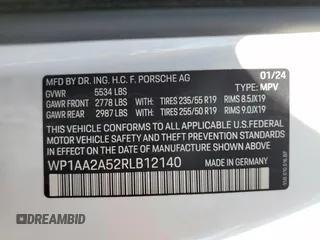 MFD. BY DR. ING. H.C. F. PORSCHE AG
01/24
GVWR 5534 LBS
TYPE: MPV
GAWR FRONT 2778 LBS WITH TIRES 235/55 R19 RIMS 8.5JX19
GAWR REAR 2987 LBS WITH TIRES 255/50 R19 RIMS 9.0JX19
THIS VEHICLE CONFORMS TO ALL APPLICABLE U.S. FEDERAL MOTOR
VEHICLE SAFETY AND THEFT PREVENTION STANDARDS
IN EFFECT ON THE DATE OF MANUFACTURE SHOWN ABOVE.
WP1AA2A52RLB12140
DREAMBID